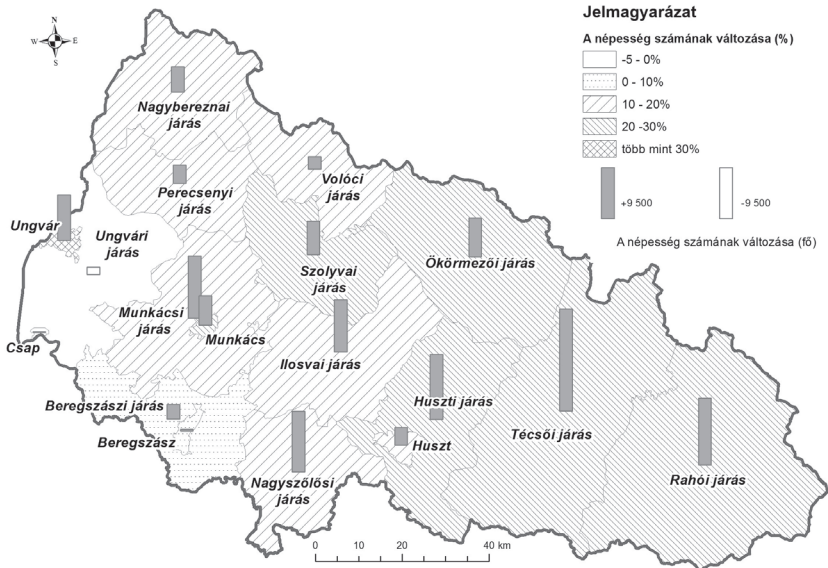 N
W E
S
Jelmagyarázat
A népesség számának változása (%)
-5 - 0%
0 - 10%
10 - 20%
20 -30%
több mint 30%
+9 500
-9 500
A népesség számának változása (fő)
Nagybereznai
járás
Perecsenyi
járás
Volóci
járás
Ungvár
Ungvári
járás
Szolyvai
járás
Ökörmezői járás
Munkácsi
járás
Munkács
Csap
Ilosvai járás
Beregszászi járás
Beregszász
Huszti járás
Huszt
Técsői járás
Nagyszőlősi
járás
Rahói járás
0 20 40 km